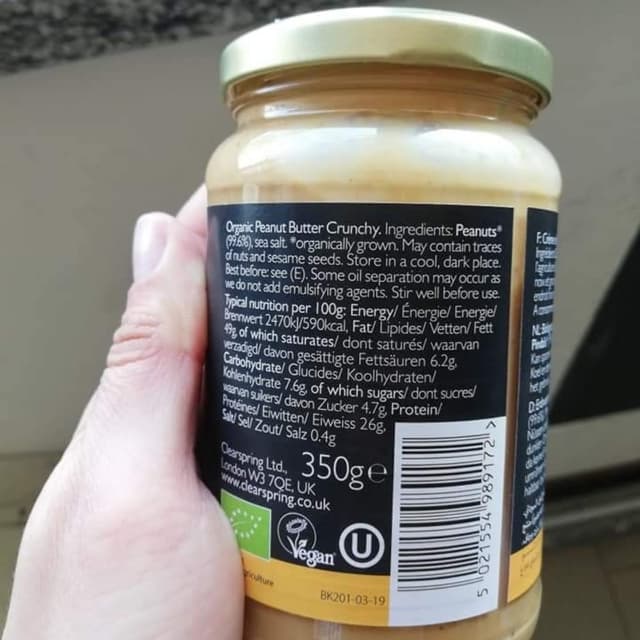 Organic Peanut Butter Crunchy. Ingredients: Peanuts*
(99.6%), sea salt. *organically grown. May contain traces
of nuts and sesame seeds. Store in a cool, dark place.
Best before: see (E). Some oil separation may occur as
we do not add emulsifying agents. Stir well before use.
Typical nutrition per 100g: Energy/ Énergie/ Energie/
Brennwert 2470kJ/590kcal, Fat/ Lipides/ Vetten/ Fett
49g, of which saturates/ dont saturés/ waarvan
verzadigd/ davon gesättigte Fettsäuren 6.2g,
Carbohydrate/ Glucides/ Koolhydraten/
Kohlenhydrate 7.6g, of which sugars/ dont sucres/
waarvan suikers/ davon Zucker 4.7g, Protein/
Protéines/ Eiwitten/ Eiweiss 26g,
Salt/ Sel/ Zout/ Salz 0.4g
Clearspring Ltd.,
London W3 7QE, UK
www.clearspring.co.uk
350g e
Vegan
U
BK201-03-19
5 021554 989172 >
F:
NL:
D: